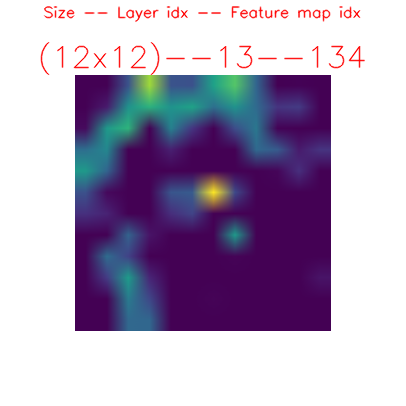 Size -- Layer idx -- Feature map idx
(12x12)--13--134